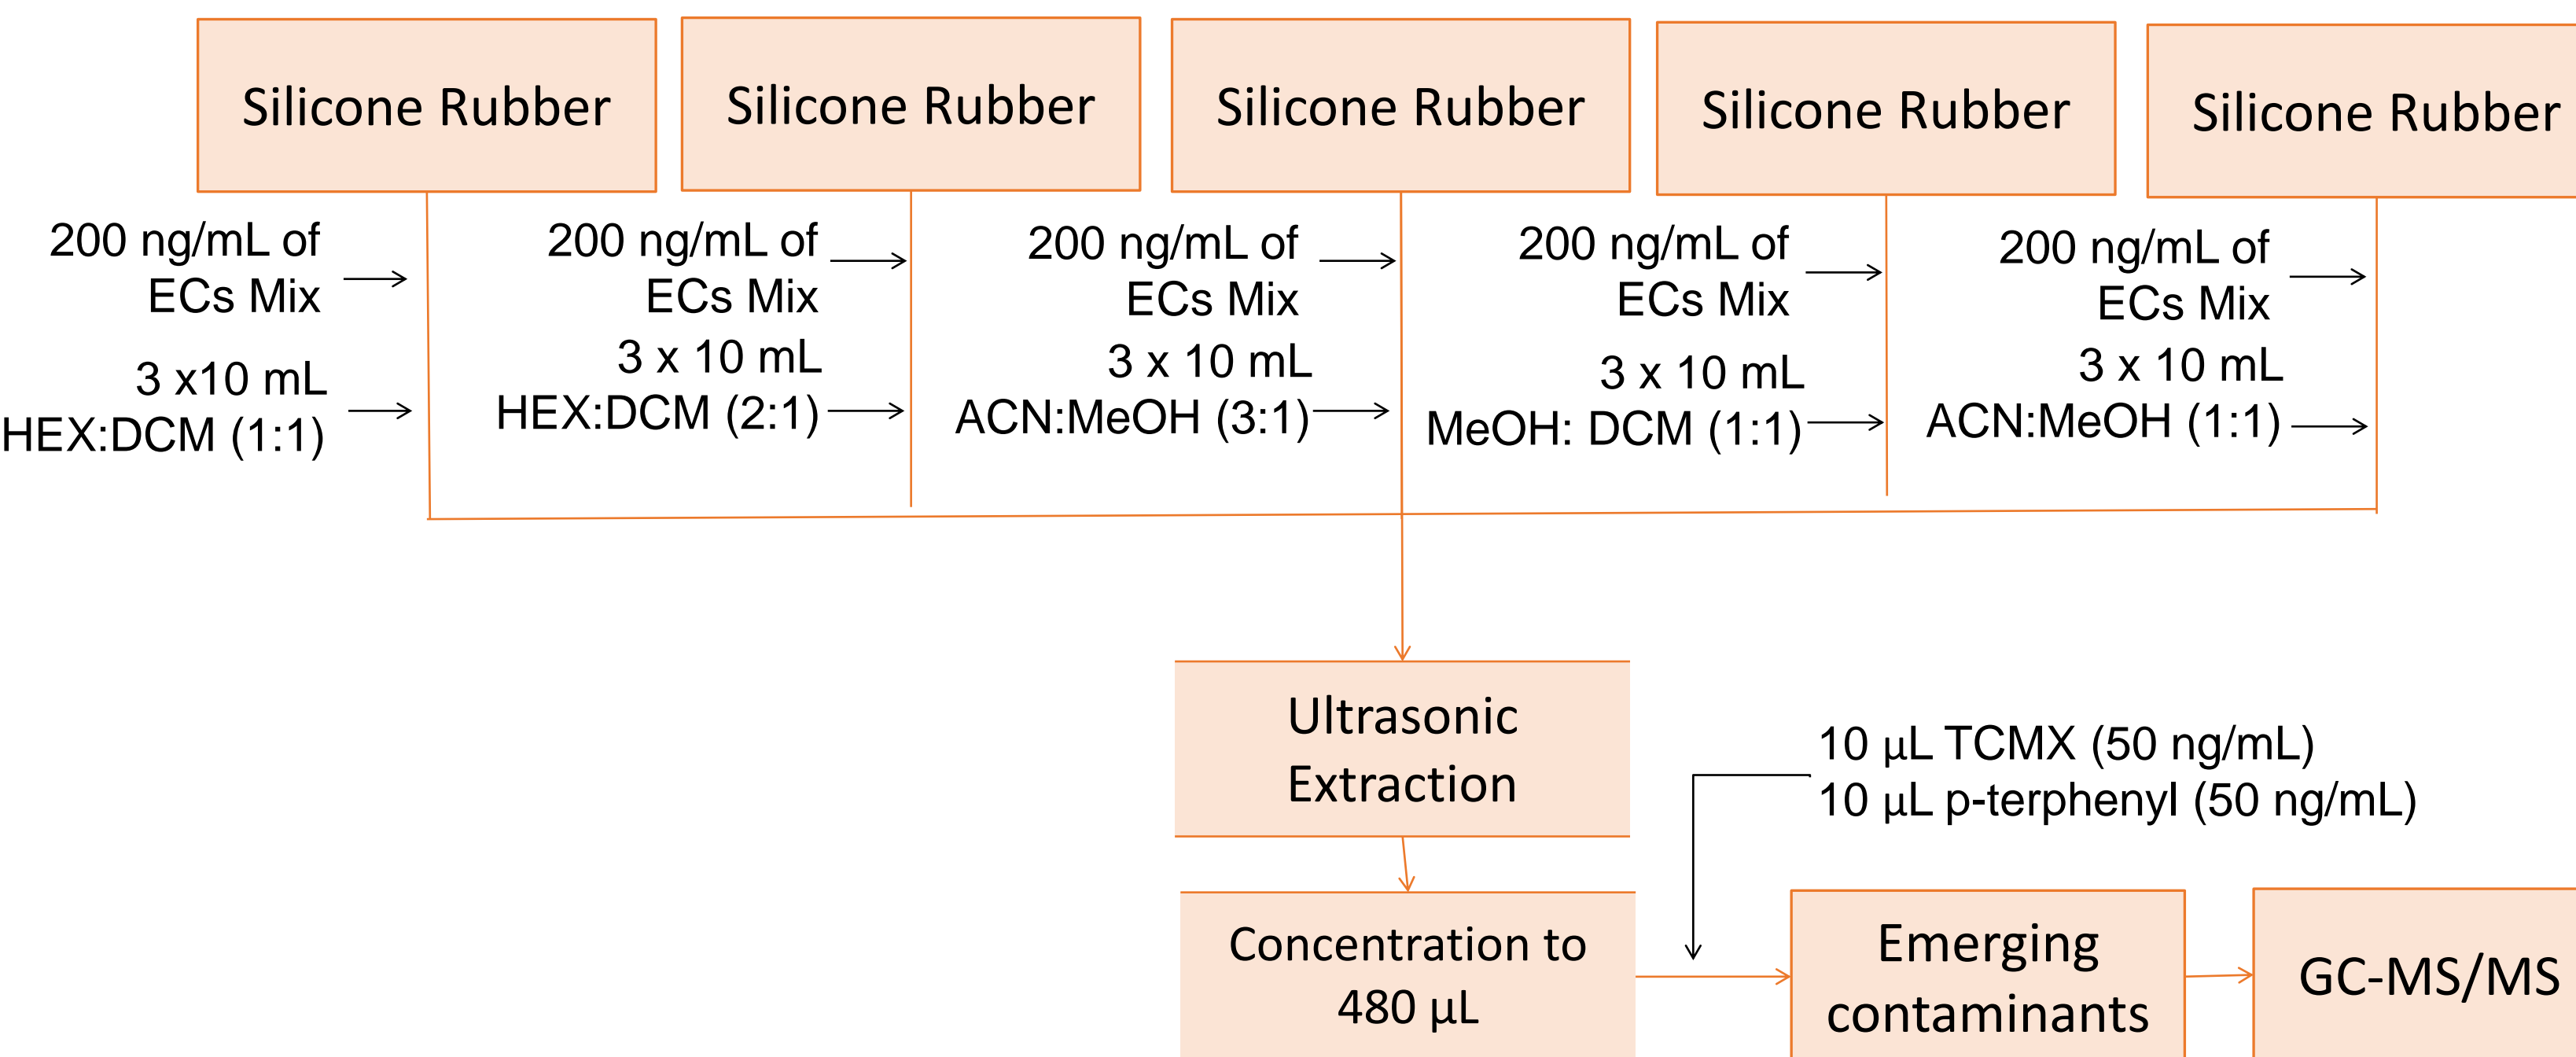 Silicone Rubber
Silicone Rubber
Silicone Rubber
Silicone Rubber
Silicone Rubber
200 ng/mL of
ECs Mix
3 x10 mL
HEX:DCM (1:1)
200 ng/mL of
ECs Mix
3 x 10 mL
HEX:DCM (2:1)
200 ng/mL of
ECs Mix
3 x 10 mL
ACN:MeOH (3:1)
200 ng/mL of
ECs Mix
3 x 10 mL
MeOH: DCM (1:1)
200 ng/mL of
ECs Mix
3 x 10 mL
ACN:MeOH (1:1)
Ultrasonic
Extraction
10 µL TCMX (50 ng/mL)
10 µL p-terphenyl (50 ng/mL)
Concentration to
480 µL
Emerging
contaminants
GC-MS/MS